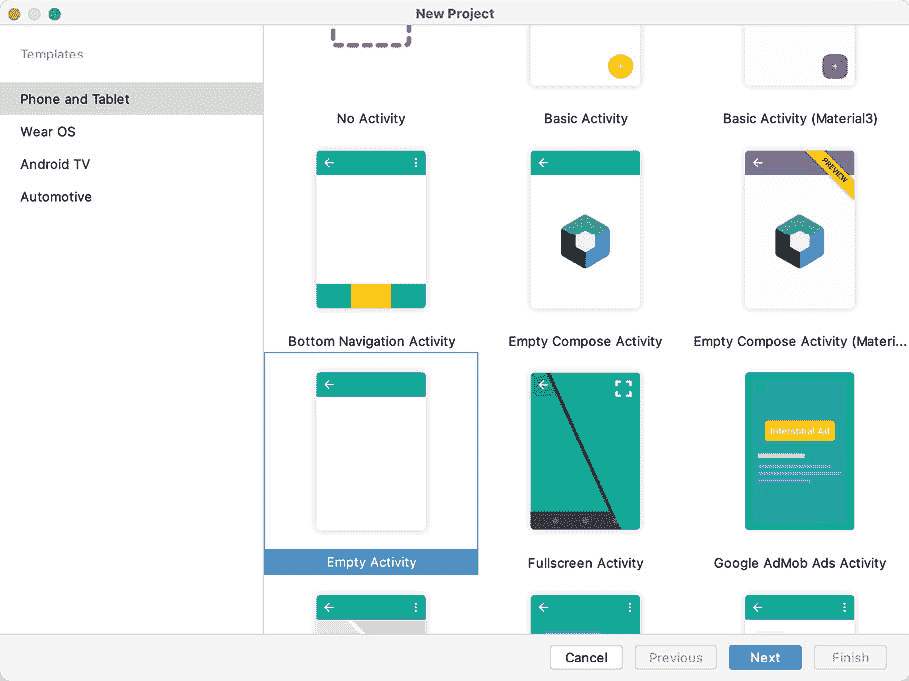 New Project
Templates
Phone and Tablet
Wear OS
Android TV
Automotive
No Activity
Basic Activity
Basic Activity (Material3)
PREVIEW
Bottom Navigation Activity
Empty Compose Activity
Empty Compose Activity (Materi...
Interstitial Ad
Empty Activity
Fullscreen Activity
Google AdMob Ads Activity
Cancel
Previous
Next
Finish